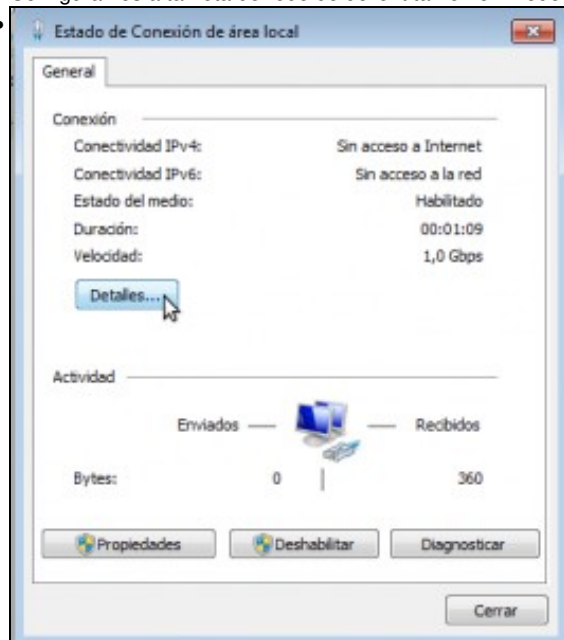 Estado de Conexión de área local
General
Conexión
Conectividad IPv4: Sin acceso a Internet
Conectividad IPv6: Sin acceso a la red
Estado del medio: Habilitado
Duración: 00:01:09
Velocidad: 1,0 Gbps
Detalles...
Actividad
Enviados Recibidos
Bytes: 0 360
Propiedades Deshabilitar Diagnosticar
Cerrar